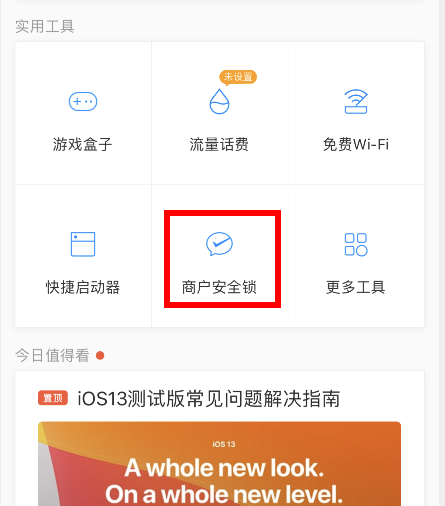 实用工具
未设置
游戏盒子
流量话费
免费Wi-Fi
快捷启动器
商户安全锁
更多工具
今日值得看
置顶
iOS13测试版常见问题解决指南
iOS 13
A whole new look.
On a whole new level.